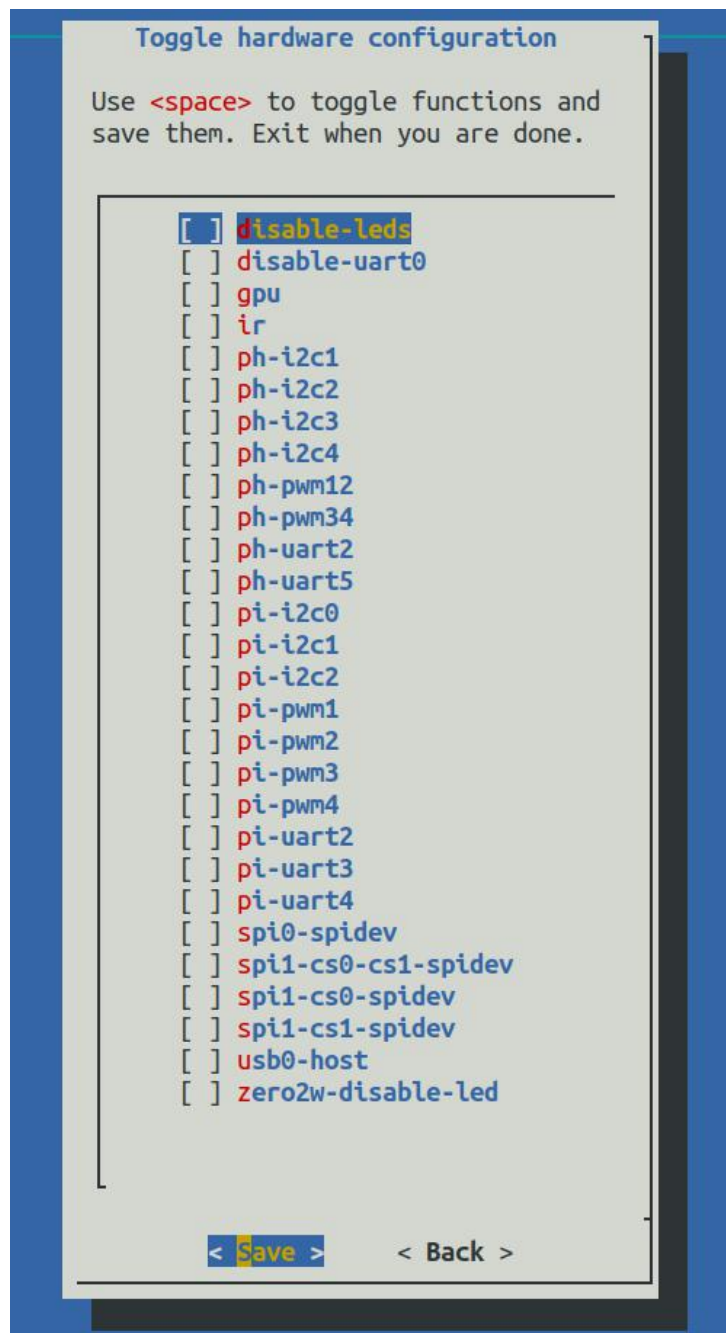 Toggle hardware configuration
Use <space> to toggle functions and
save them. Exit when you are done.
[ ] disable-leds
[ ] disable-uart0
[ ] gpu
[ ] ir
[ ] ph-i2c1
[ ] ph-i2c2
[ ] ph-i2c3
[ ] ph-i2c4
[ ] ph-pwm12
[ ] ph-pwm34
[ ] ph-uart2
[ ] ph-uart5
[ ] pi-i2c0
[ ] pi-i2c1
[ ] pi-i2c2
[ ] pi-pwm1
[ ] pi-pwm2
[ ] pi-pwm3
[ ] pi-pwm4
[ ] pi-uart2
[ ] pi-uart3
[ ] pi-uart4
[ ] spi0-spidev
[ ] spi1-cs0-cs1-spidev
[ ] spi1-cs0-spidev
[ ] spi1-cs1-spidev
[ ] usb0-host
[ ] zero2w-disable-led
< Save > < Back >